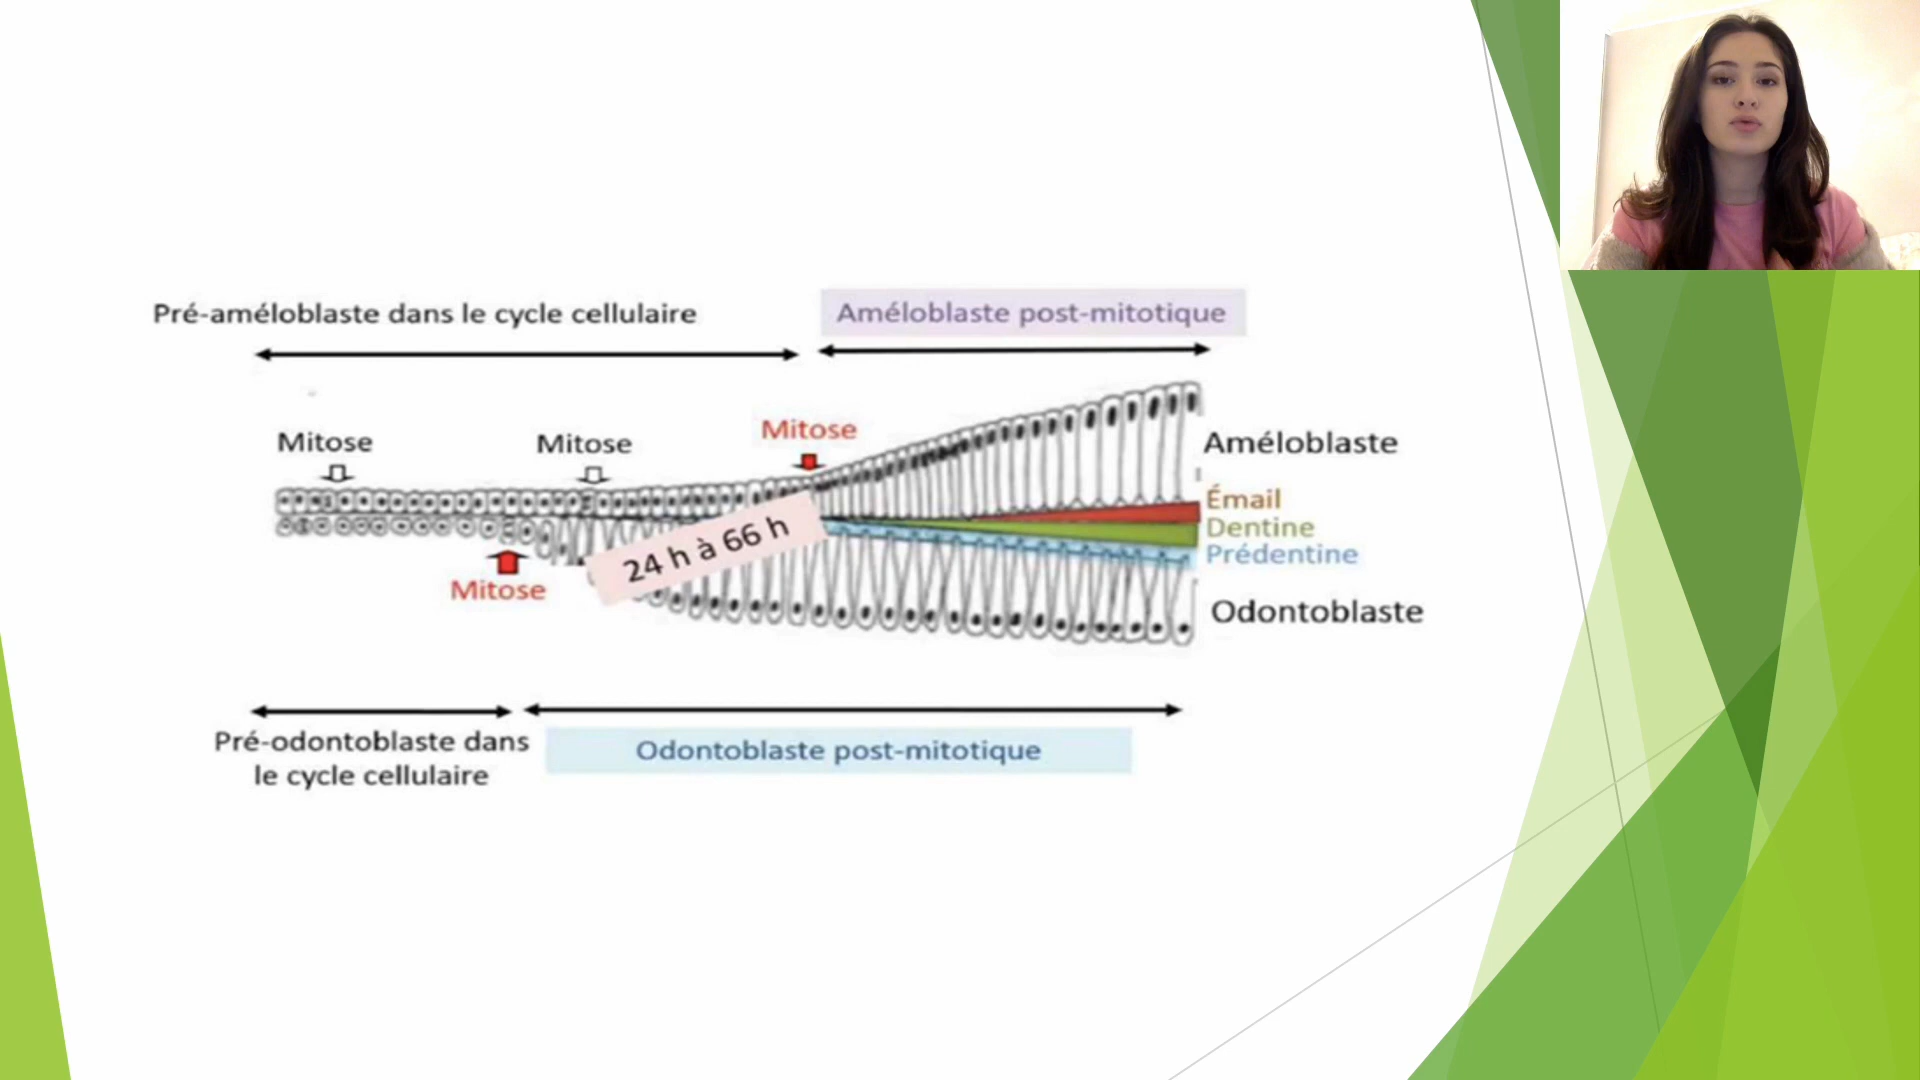 Pré-améloblaste dans le cycle cellulaire
Améloblaste post-mitotique
Mitose
Mitose
Mitose
Améloblaste
Émail
Dentine
Prédentine
24 h à 66 h
Mitose
Odontoblaste
Pré-odontoblaste dans
le cycle cellulaire
Odontoblaste post-mitotique